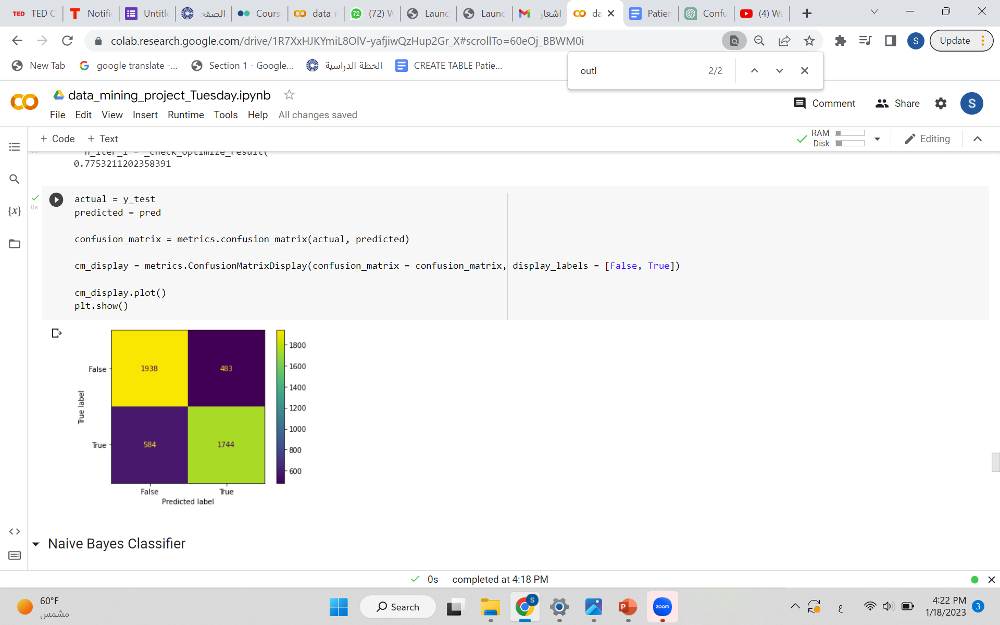 TED C
Notifi
Untitle
الصفح
Cours
data_r
72
(72) W
Launc
Launc
اشعار
da
Patien
Confu
(4) Wa
colab.research.google.com/drive/1R7XxHJKYmiL8OlV-yafjiwQzHup2Gr_X#scrollTo=60eOj_BBWM0i
S
Update
New Tab
google translate -...
Section 1 - Google...
الخطة الدراسية
CREATE TABLE Patie...
outl
2/2
data_mining_project_Tuesday.ipynb
Comment
Share
S
File Edit View Insert Runtime Tools Help All changes saved
+ Code + Text
RAM
Disk
Editing
n_iter_i = _check_optimize_result(
0.7753211202358391
0s
actual = y_test
predicted = pred
confusion_matrix = metrics.confusion_matrix(actual, predicted)
cm_display = metrics.ConfusionMatrixDisplay(confusion_matrix = confusion_matrix, display_labels = [False, True])
cm_display.plot()
plt.show()
{x}
1938 483
584 1744
False
True
True label
False True
Predicted label
1800
1600
1400
1200
1000
800
600
Naive Bayes Classifier
0s completed at 4:18 PM
60°F
مشمس
Search
S
P
zoom
ع
4:22 PM
1/18/2023
3